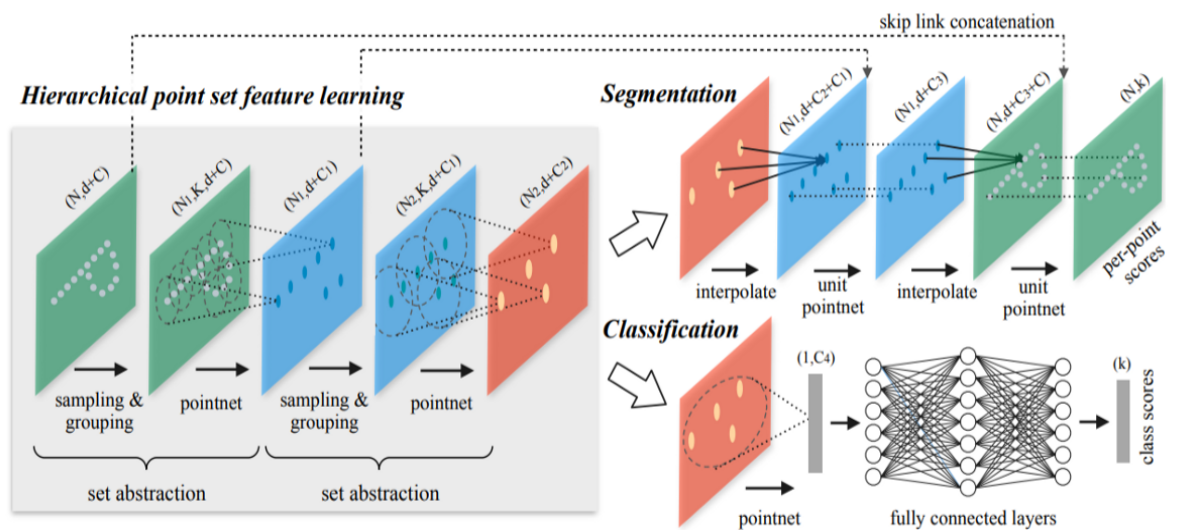 skip link concatenation
Hierarchical point set feature learning
(N,d+C)
(N1,K,d+C)
(N1,d+C1)
(N2,K,d+C1)
(N2,d+C2)
sampling &
grouping
pointnet
sampling &
grouping
pointnet
set abstraction
set abstraction
Segmentation
(N1,d+C2+C1)
(N1,d+C3)
(N,d+C3+C)
(N,k)
interpolate
unit
pointnet
interpolate
unit
pointnet
per-point
scores
Classification
(1,C4)
(k)
class scores
pointnet
fully connected layers